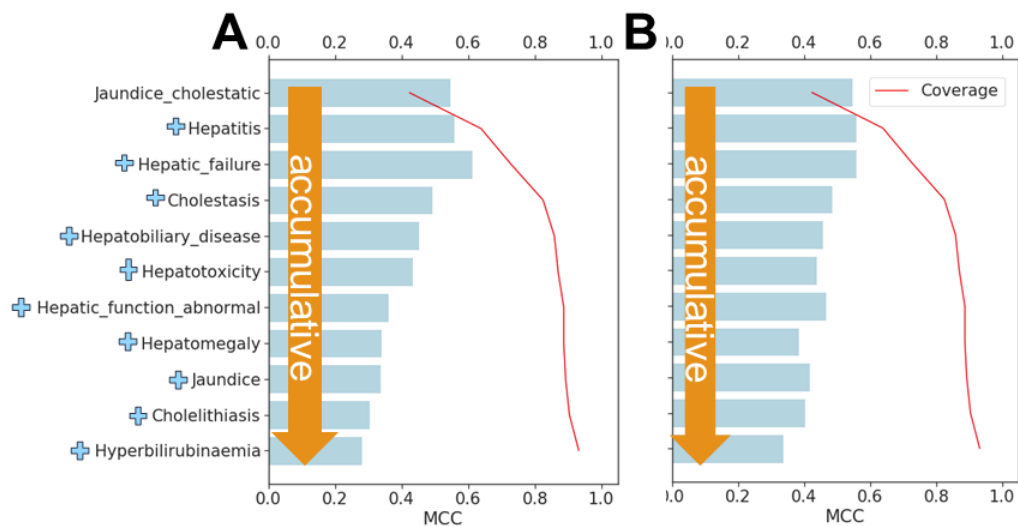 A
B
0.0 0.2 0.4 0.6 0.8 1.0
0.0 0.2 0.4 0.6 0.8 1.0
Jaundice_cholestatic
Hepatitis
Hepatic_failure
Cholestasis
Hepatobiliary_disease
Hepatotoxicity
Hepatic_function_abnormal
Hepatomegaly
Jaundice
Cholelithiasis
Hyperbilirubinaemia
accumulative
0.0 0.2 0.4 0.6 0.8 1.0
MCC
Coverage
accumulative
0.0 0.2 0.4 0.6 0.8 1.0
MCC